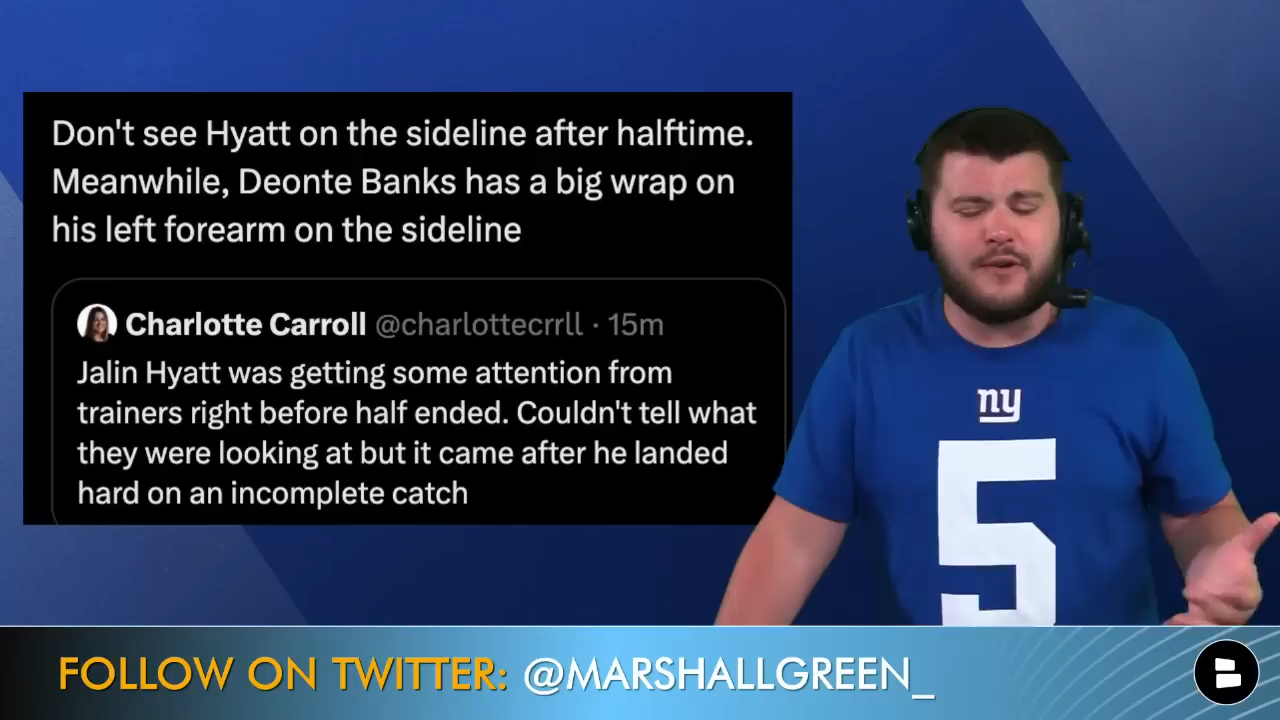 Don't see Hyatt on the sideline after halftime.
Meanwhile, Deonte Banks has a big wrap on
his left forearm on the sideline
Charlotte Carroll @charlottecrrll · 15m
Jalin Hyatt was getting some attention from
trainers right before half ended. Couldn't tell what
they were looking at but it came after he landed
hard on an incomplete catch
ny
5
FOLLOW ON TWITTER: @MARSHALLGREEN_